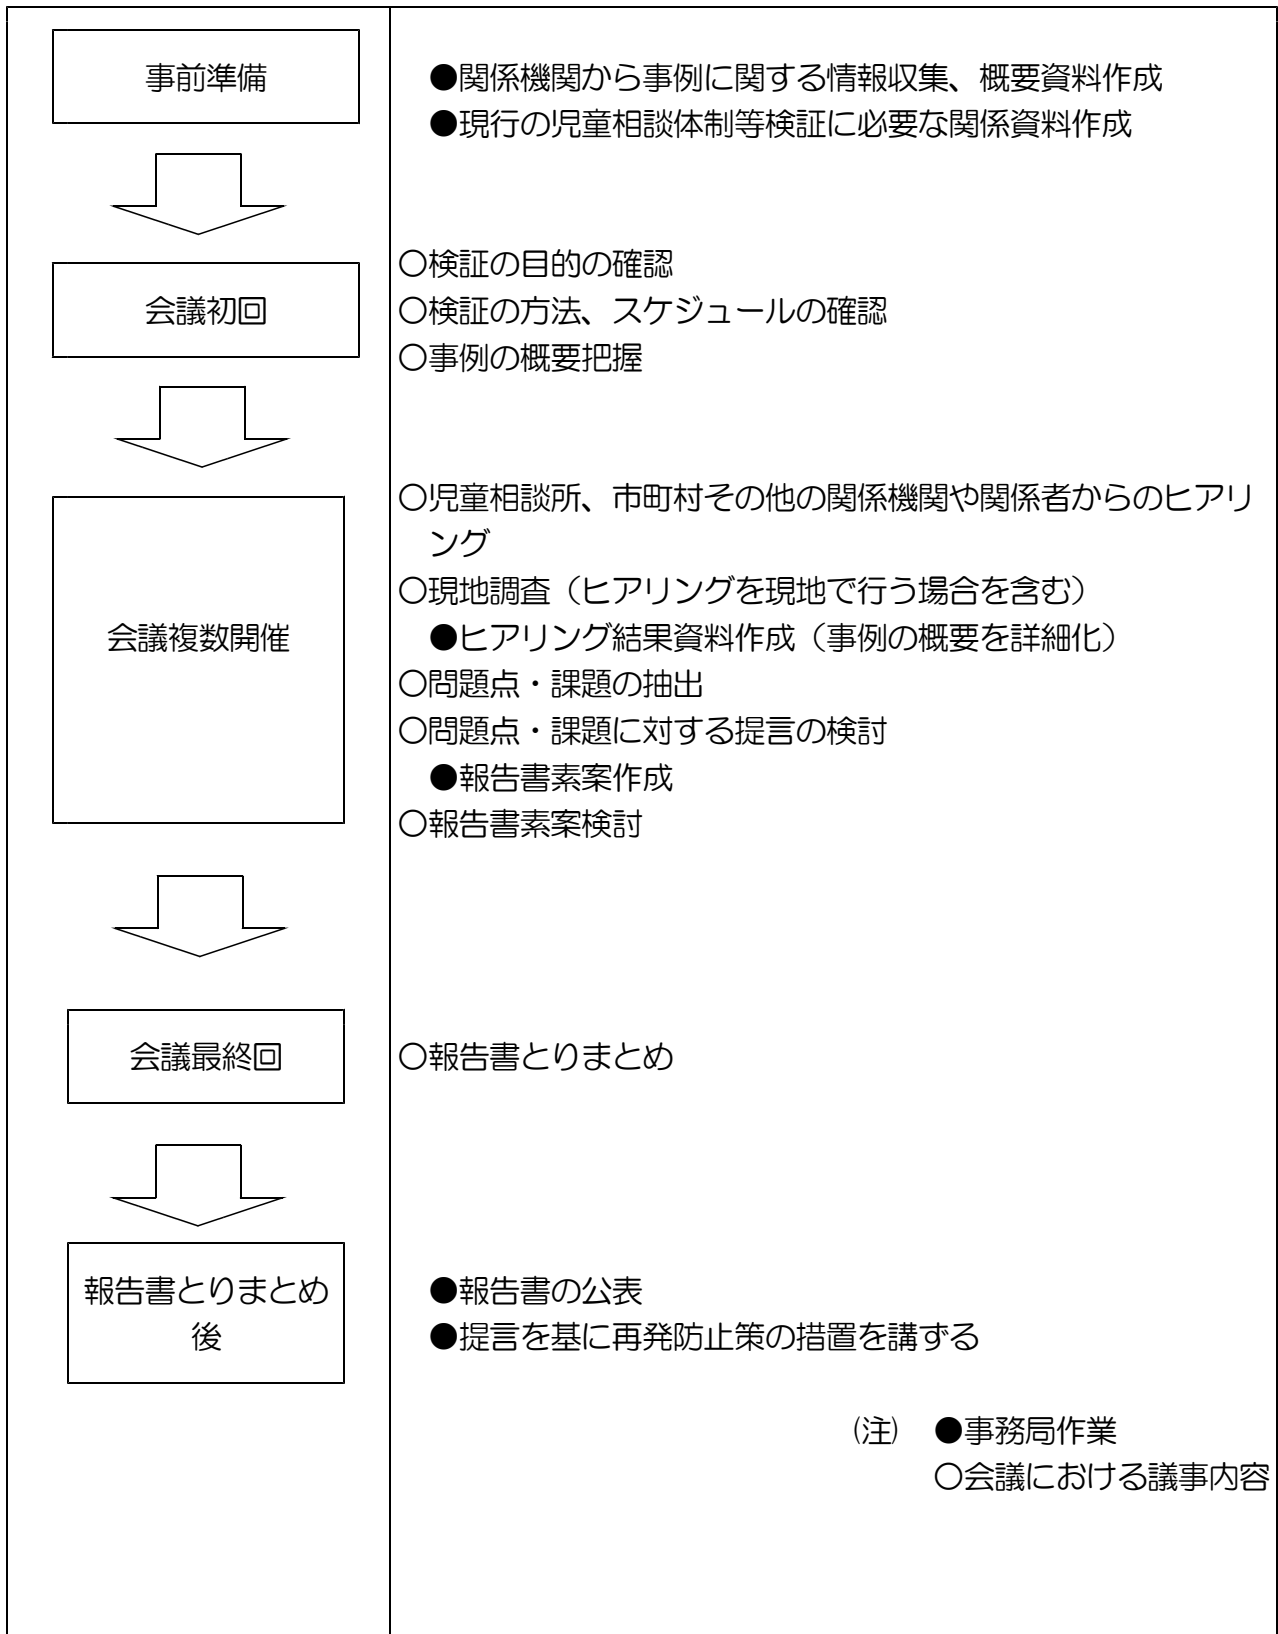 事前準備
●関係機関から事例に関する情報収集、概要資料作成
●現行の児童相談体制等検証に必要な関係資料作成
会議初回
〇検証の目的の確認
〇検証の方法、スケジュールの確認
〇事例の概要把握
会議複数開催
〇児童相談所、市町村その他の関係機関や関係者からのヒアリ
ング
〇現地調査（ヒアリングを現地で行う場合を含む）
●ヒアリング結果資料作成（事例の概要を詳細化）
〇問題点・課題の抽出
〇問題点・課題に対する提言の検討
●報告書素案作成
〇報告書素案検討
会議最終回
〇報告書とりまとめ
報告書とりまとめ
後
●報告書の公表
●提言を基に再発防止策の措置を講ずる
(注)　●事務局作業
〇会議における議事内容